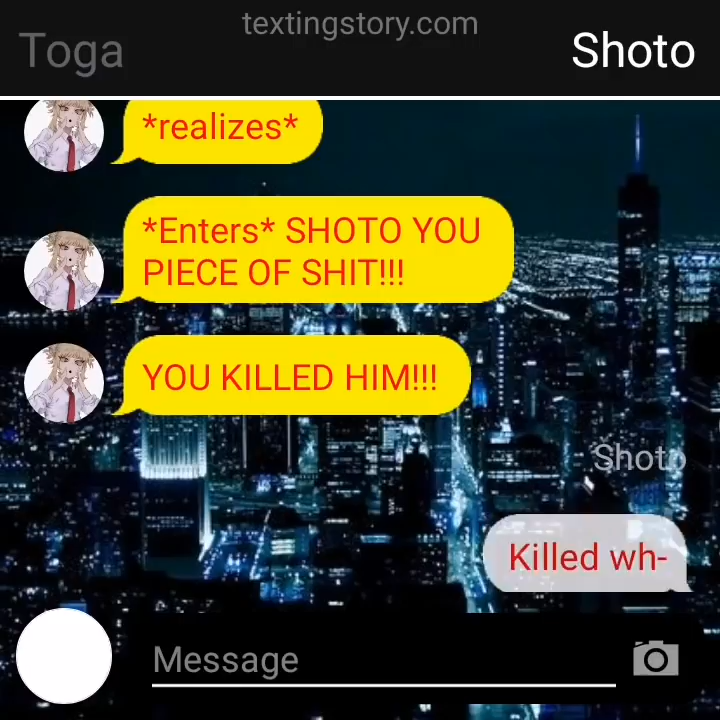 textingstory.com
Toga
Shoto
*realizes*
*Enters* SHOTO YOU
PIECE OF SHIT!!!
YOU KILLED HIM!!!
Shoto
Killed wh-
Message